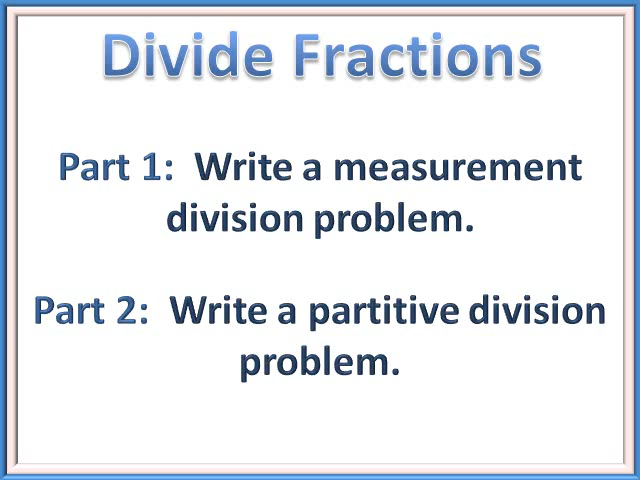 Divide Fractions
Part 1:  Write a measurement
division problem.
Part 2:  Write a partitive division
problem.